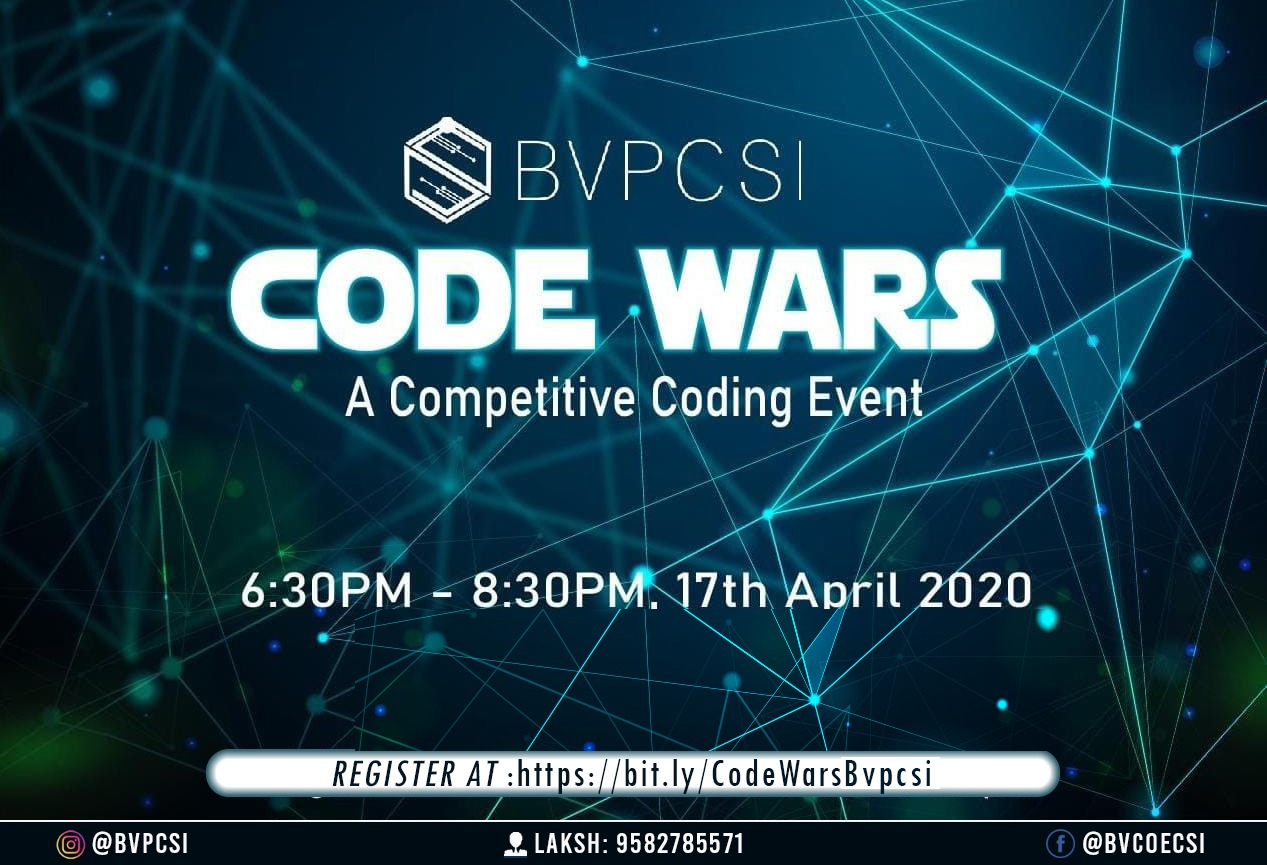 BVPCSI
CODE WARS
A Competitive Coding Event
6:30PM - 8:30PM, 17th April 2020
REGISTER AT :https://bit.ly/CodeWarsBvpcsi
@BVPCSI LAKSH: 9582785571 @BVCOECSI